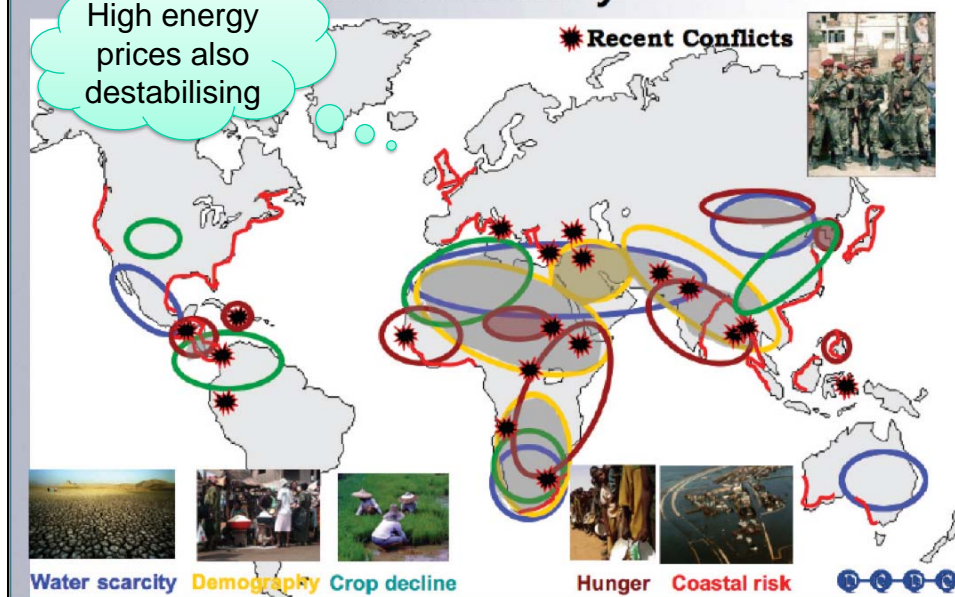 High energy
prices also
destabilising
Recent Conflicts
Water scarcity Demography Crop decline Hunger Coastal risk
D C D C